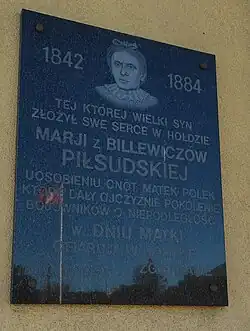 1842
1884
TEJ KTÓREJ WIELKI SYN
ZŁOŻYŁ SWE SERCE W HOŁDZIE
MARJI z BILLEWICZÓW
PIŁSUDSKIEJ
UOSOBIENIU CNÓT MATEK POLEK
KTÓRE DAŁY OJCZYŹNIE POKOLENIE
BOJOWNIKÓW O NIEPODLEGŁOŚĆ
W DNIU MATKI